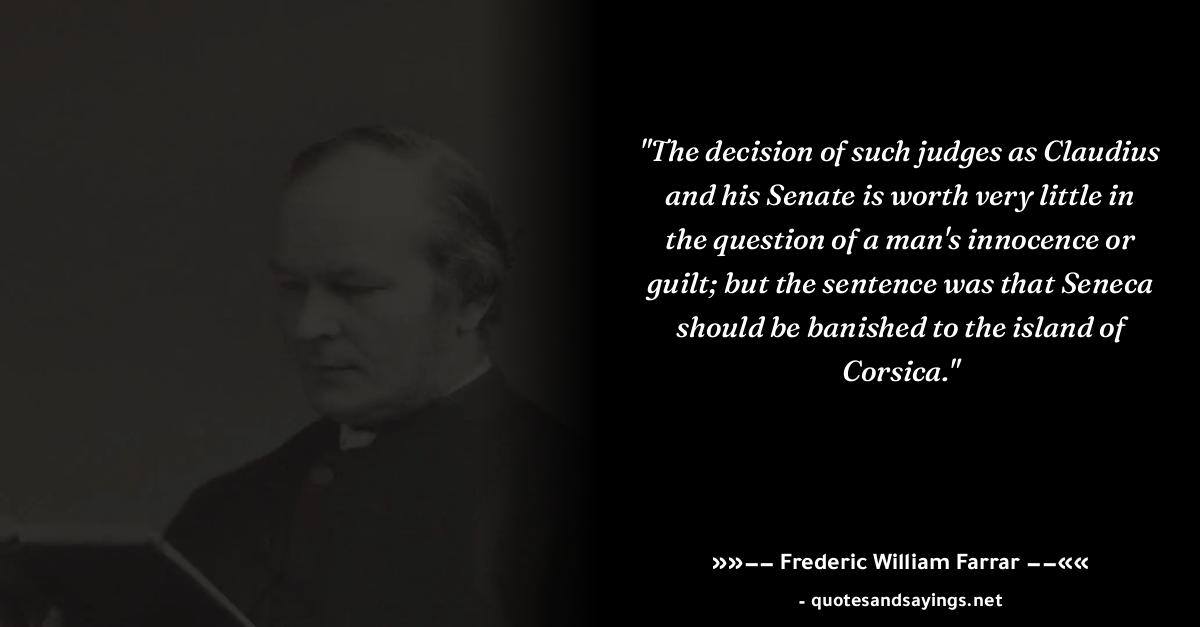 "The decision of such judges as Claudius
and his Senate is worth very little in
the question of a man's innocence or
guilt; but the sentence was that Seneca
should be banished to the island of
Corsica."
»»−− Frederic William Farrar −−««
- quotesandsayings.net